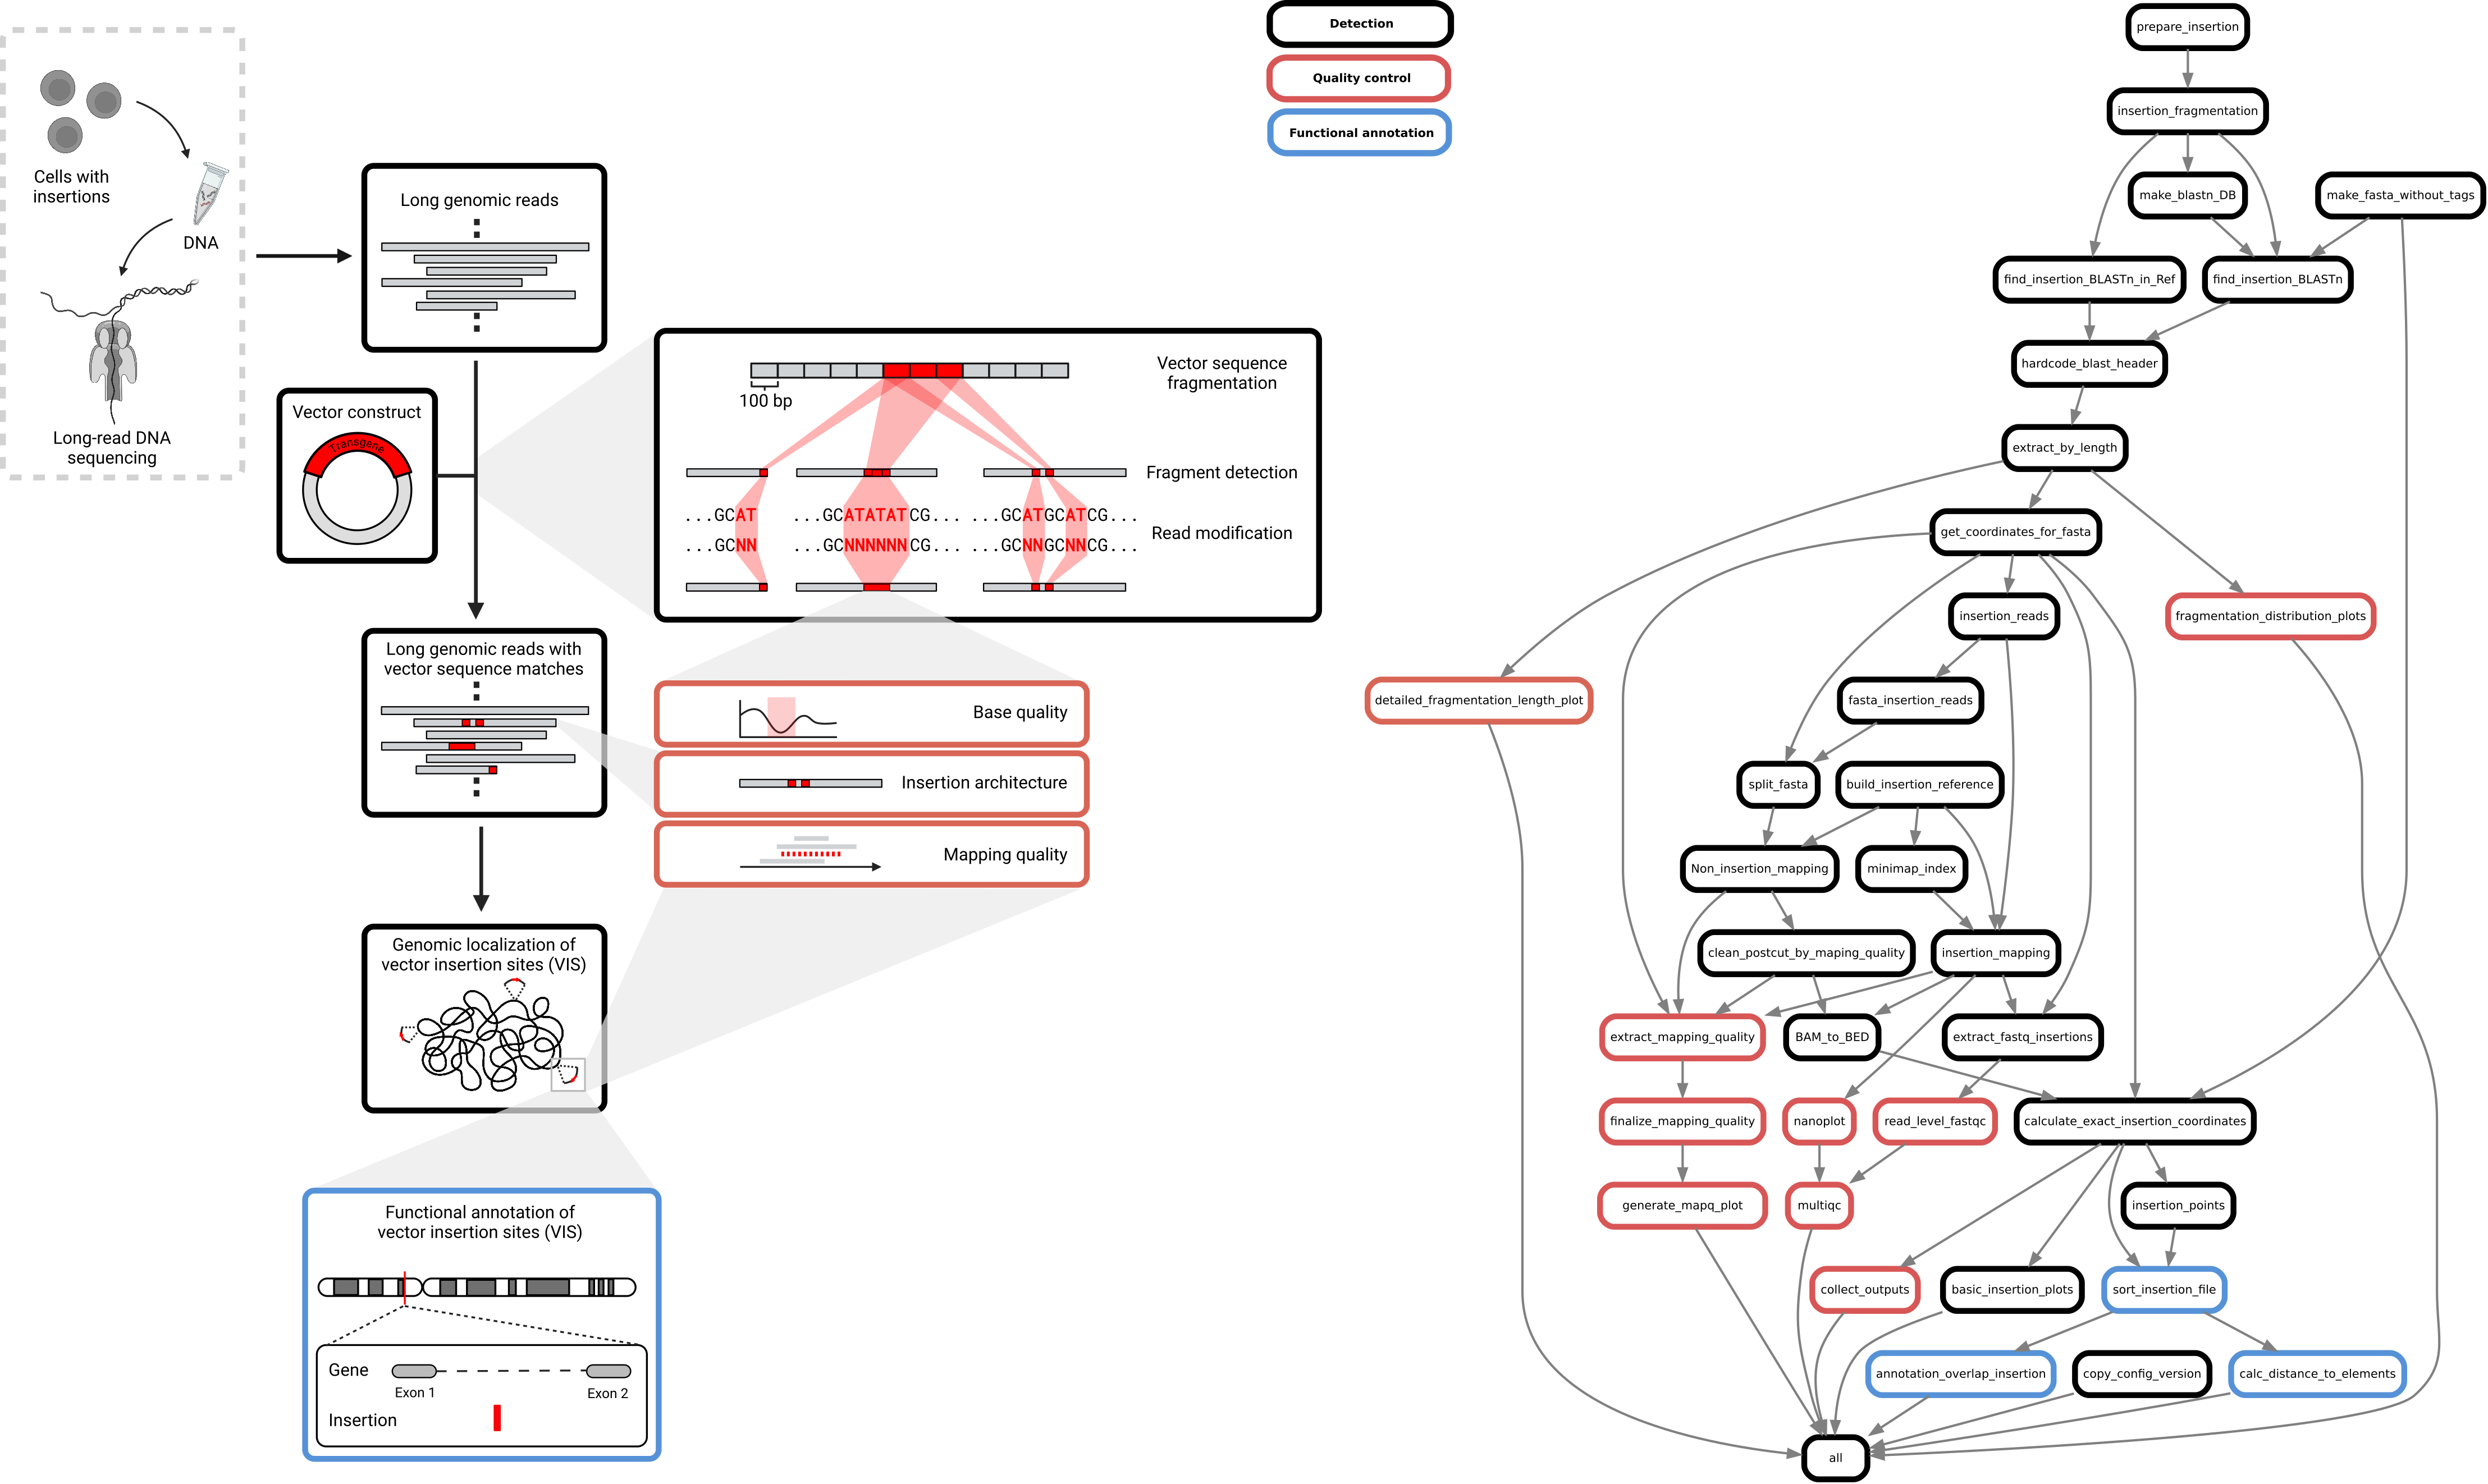 Cells with
insertions
DNA
Long-read DNA
sequencing
Long genomic reads
Vector construct
Transgene
Vector sequence
fragmentation
100 bp
Fragment detection
...GCAT
...GCATATATCG...
...GCATGCATCG...
Read modification
...GCNN
...GCNNNNNNCG...
...GCNNGCNNCG...
Long genomic reads with
vector sequence matches
Base quality
Insertion architecture
Mapping quality
Genomic localization of
vector insertion sites (VIS)
Functional annotation of
vector insertion sites (VIS)
Gene
Exon 1
Exon 2
Insertion
Detection
Quality control
Functional annotation
prepare_insertion
insertion_fragmentation
make_blastn_DB
make_fasta_without_tags
find_insertion_BLASTn_in_Ref
find_insertion_BLASTn
hardcode_blast_header
extract_by_length
get_coordinates_for_fasta
insertion_reads
fragmentation_distribution_plots
detailed_fragmentation_length_plot
fasta_insertion_reads
split_fasta
build_insertion_reference
Non_insertion_mapping
minimap_index
clean_postcut_by_maping_quality
insertion_mapping
extract_mapping_quality
BAM_to_BED
extract_fastq_insertions
finalize_mapping_quality
nanoplot
read_level_fastqc
calculate_exact_insertion_coordinates
generate_mapq_plot
multiqc
insertion_points
collect_outputs
basic_insertion_plots
sort_insertion_file
annotation_overlap_insertion
copy_config_version
calc_distance_to_elements
all